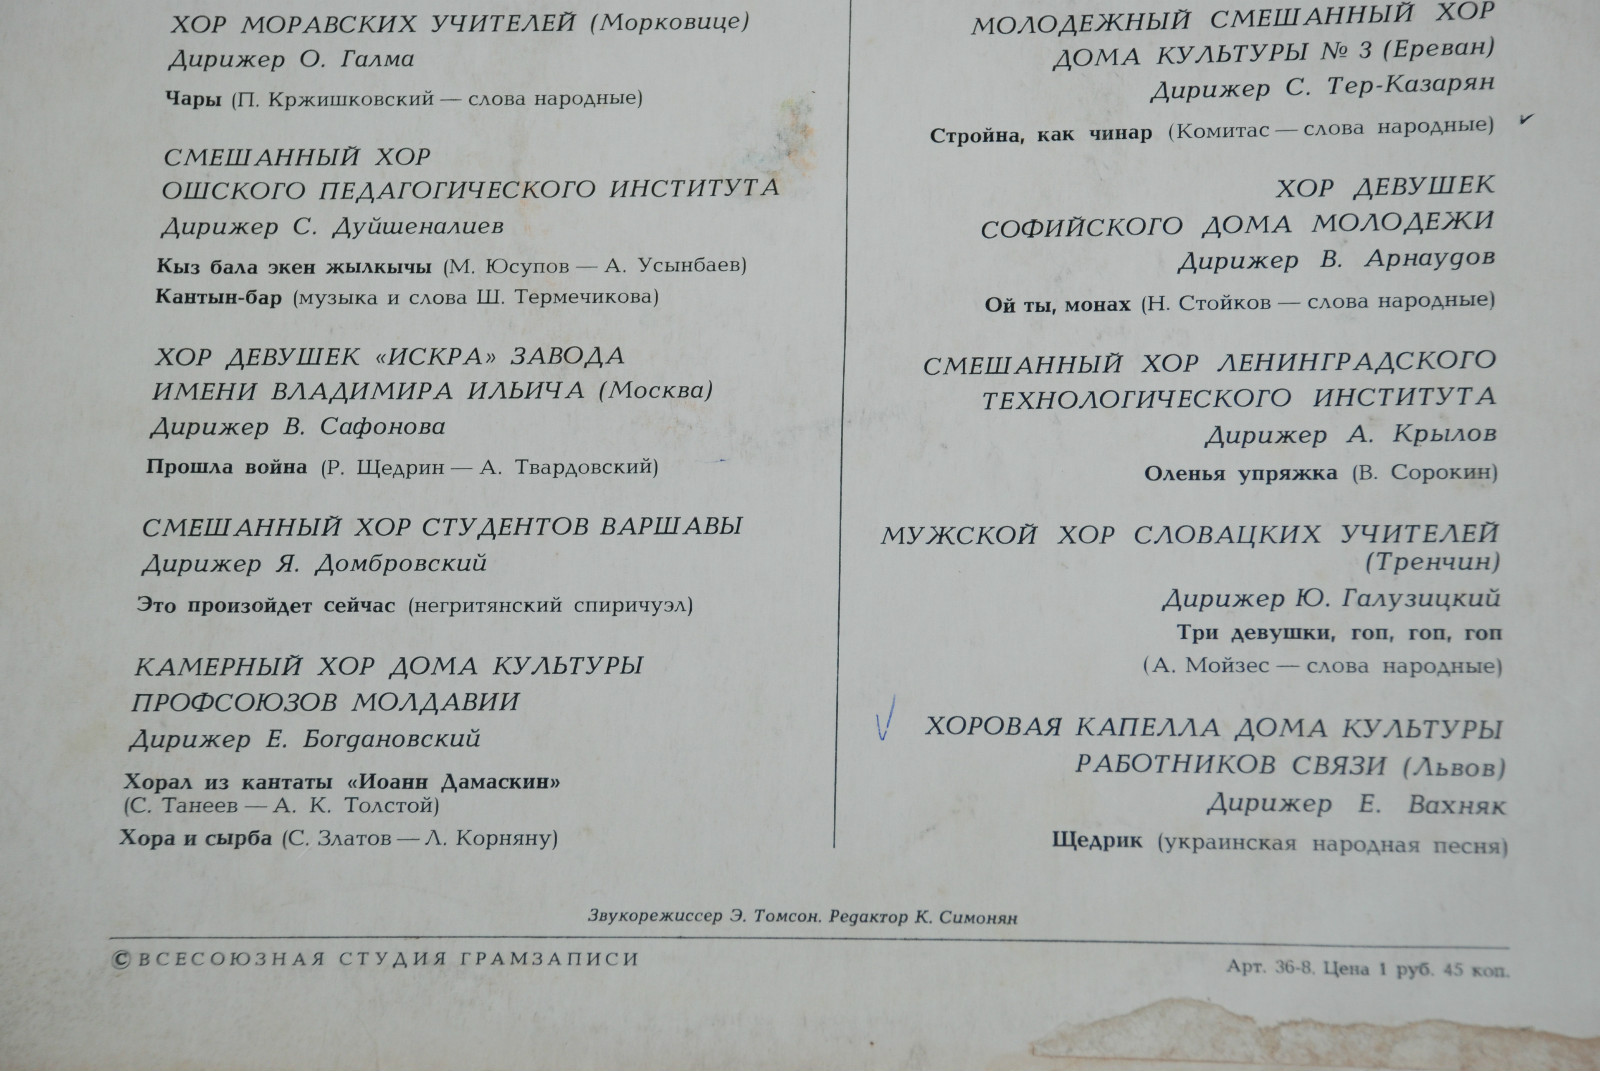 ХОР МОРАВСКИХ УЧИТЕЛЕЙ (Морковице)
Дирижер О. Галма
Чары (П. Кржишковский — слова народные)
СМЕШАННЫЙ ХОР
ОШСКОГО ПЕДАГОГИЧЕСКОГО ИНСТИТУТА
Дирижер С. Дуйшеналиев
Кыз бала экен жылкычы (М. Юсупов — А. Усынбаев)
Кантын-бар (музыка и слова Ш. Термечикова)
ХОР ДЕВУШЕК «ИСКРА» ЗАВОДА
ИМЕНИ ВЛАДИМИРА ИЛЬИЧА (Москва)
Дирижер В. Сафонова
Прошла война (Р. Щедрин — А. Твардовский)
СМЕШАННЫЙ ХОР СТУДЕНТОВ ВАРШАВЫ
Дирижер Я. Домбровский
Это произойдет сейчас (негритянский спиричуэл)
КАМЕРНЫЙ ХОР ДОМА КУЛЬТУРЫ
ПРОФСОЮЗОВ МОЛДАВИИ
Дирижер Е. Богдановский
Хорал из кантаты «Иоанн Дамаскин»
(С. Танеев — А. К. Толстой)
Хора и сырба (С. Златов — Л. Корняну)
МОЛОДЕЖНЫЙ СМЕШАННЫЙ ХОР
ДОМА КУЛЬТУРЫ № 3 (Ереван)
Дирижер С. Тер-Казарян
Стройна, как чинар (Комитас — слова народные)
ХОР ДЕВУШЕК
СОФИЙСКОГО ДОМА МОЛОДЕЖИ
Дирижер В. Арнаудов
Ой ты, монах (Н. Стойков — слова народные)
СМЕШАННЫЙ ХОР ЛЕНИНГРАДСКОГО
ТЕХНОЛОГИЧЕСКОГО ИНСТИТУТА
Дирижер А. Крылов
Оленья упряжка (В. Сорокин)
МУЖСКОЙ ХОР СЛОВАЦКИХ УЧИТЕЛЕЙ
(Тренчин)
Дирижер Ю. Галузицкий
Три девушки, гоп, гоп, гоп
(А. Мойзес — слова народные)
ХОРОВАЯ КАПЕЛЛА ДОМА КУЛЬТУРЫ
РАБОТНИКОВ СВЯЗИ (Львов)
Дирижер Е. Вахняк
Щедрик (украинская народная песня)
Звукорежиссер Э. Томсон. Редактор К. Симонян
© ВСЕСОЮЗНАЯ СТУДИЯ ГРАМЗАПИСИ
Арт. 36-8. Цена 1 руб. 45 коп.